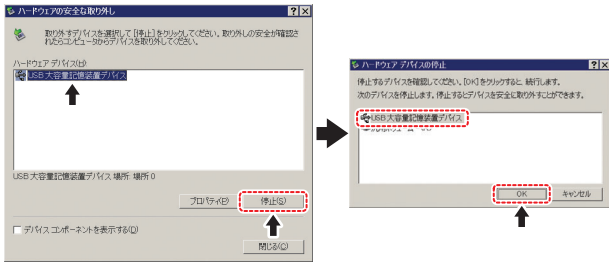 ハードウェアの安全な取り外し
取り外すデバイスを選択して [停止] をクリックしてください。取り外しの安全が確認さ
れたらコンピュータからデバイスを取り外してください。
ハードウェア デバイス(H):
USB 大容量記憶装置デバイス
USB 大容量記憶装置デバイス 場所 場所 0
プロパティ(P)
停止(S)
デバイス コンポーネントを表示する(D)
閉じる(C)
ハードウェア デバイスの停止
停止するデバイスを確認してください。[OK] をクリックすると、続行します。
次のデバイスを停止します。停止するとデバイスを安全に取り外すことができます。
USB 大容量記憶装置デバイス
OK
キャンセル